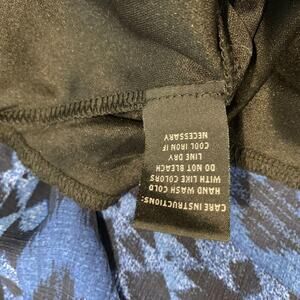 CARE INSTRUCTIONS:
HAND WASH COLD
WITH LIKE COLORS
DO NOT BLEACH
LINE DRY
COOL IRON IF
NECESSARY